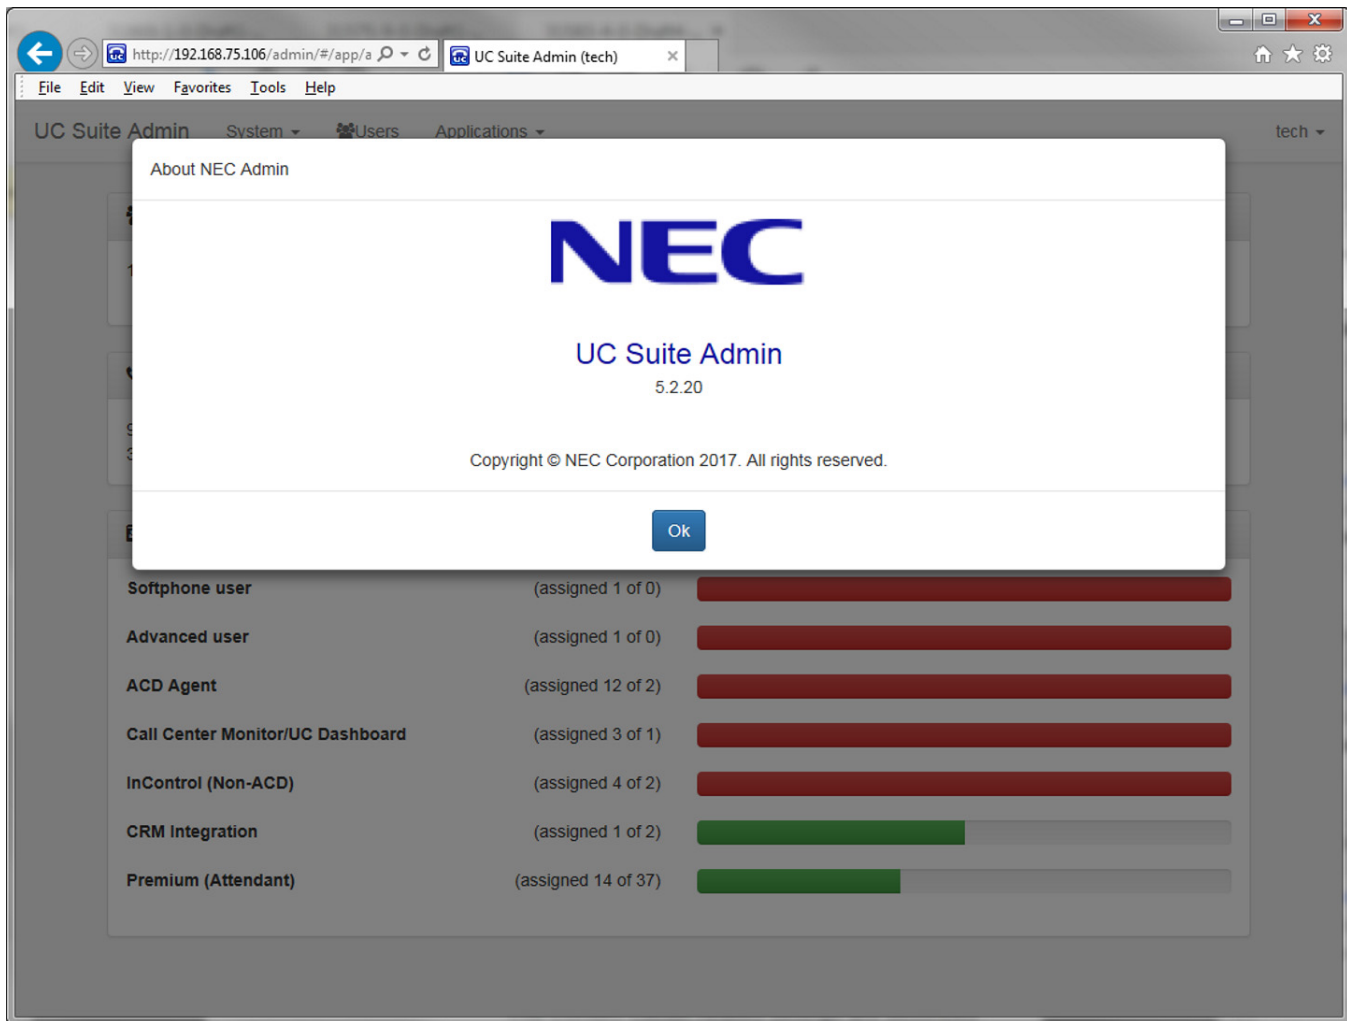 http://192.168.75.106/admin/#/app/a
UC Suite Admin (tech)
File Edit View Favorites Tools Help
UC Suite Admin System Users Applications tech
About NEC Admin
NEC
UC Suite Admin
5.2.20
Copyright © NEC Corporation 2017. All rights reserved.
Ok
Softphone user (assigned 1 of 0)
Advanced user (assigned 1 of 0)
ACD Agent (assigned 12 of 2)
Call Center Monitor/UC Dashboard (assigned 3 of 1)
InControl (Non-ACD) (assigned 4 of 2)
CRM Integration (assigned 1 of 2)
Premium (Attendant) (assigned 14 of 37)